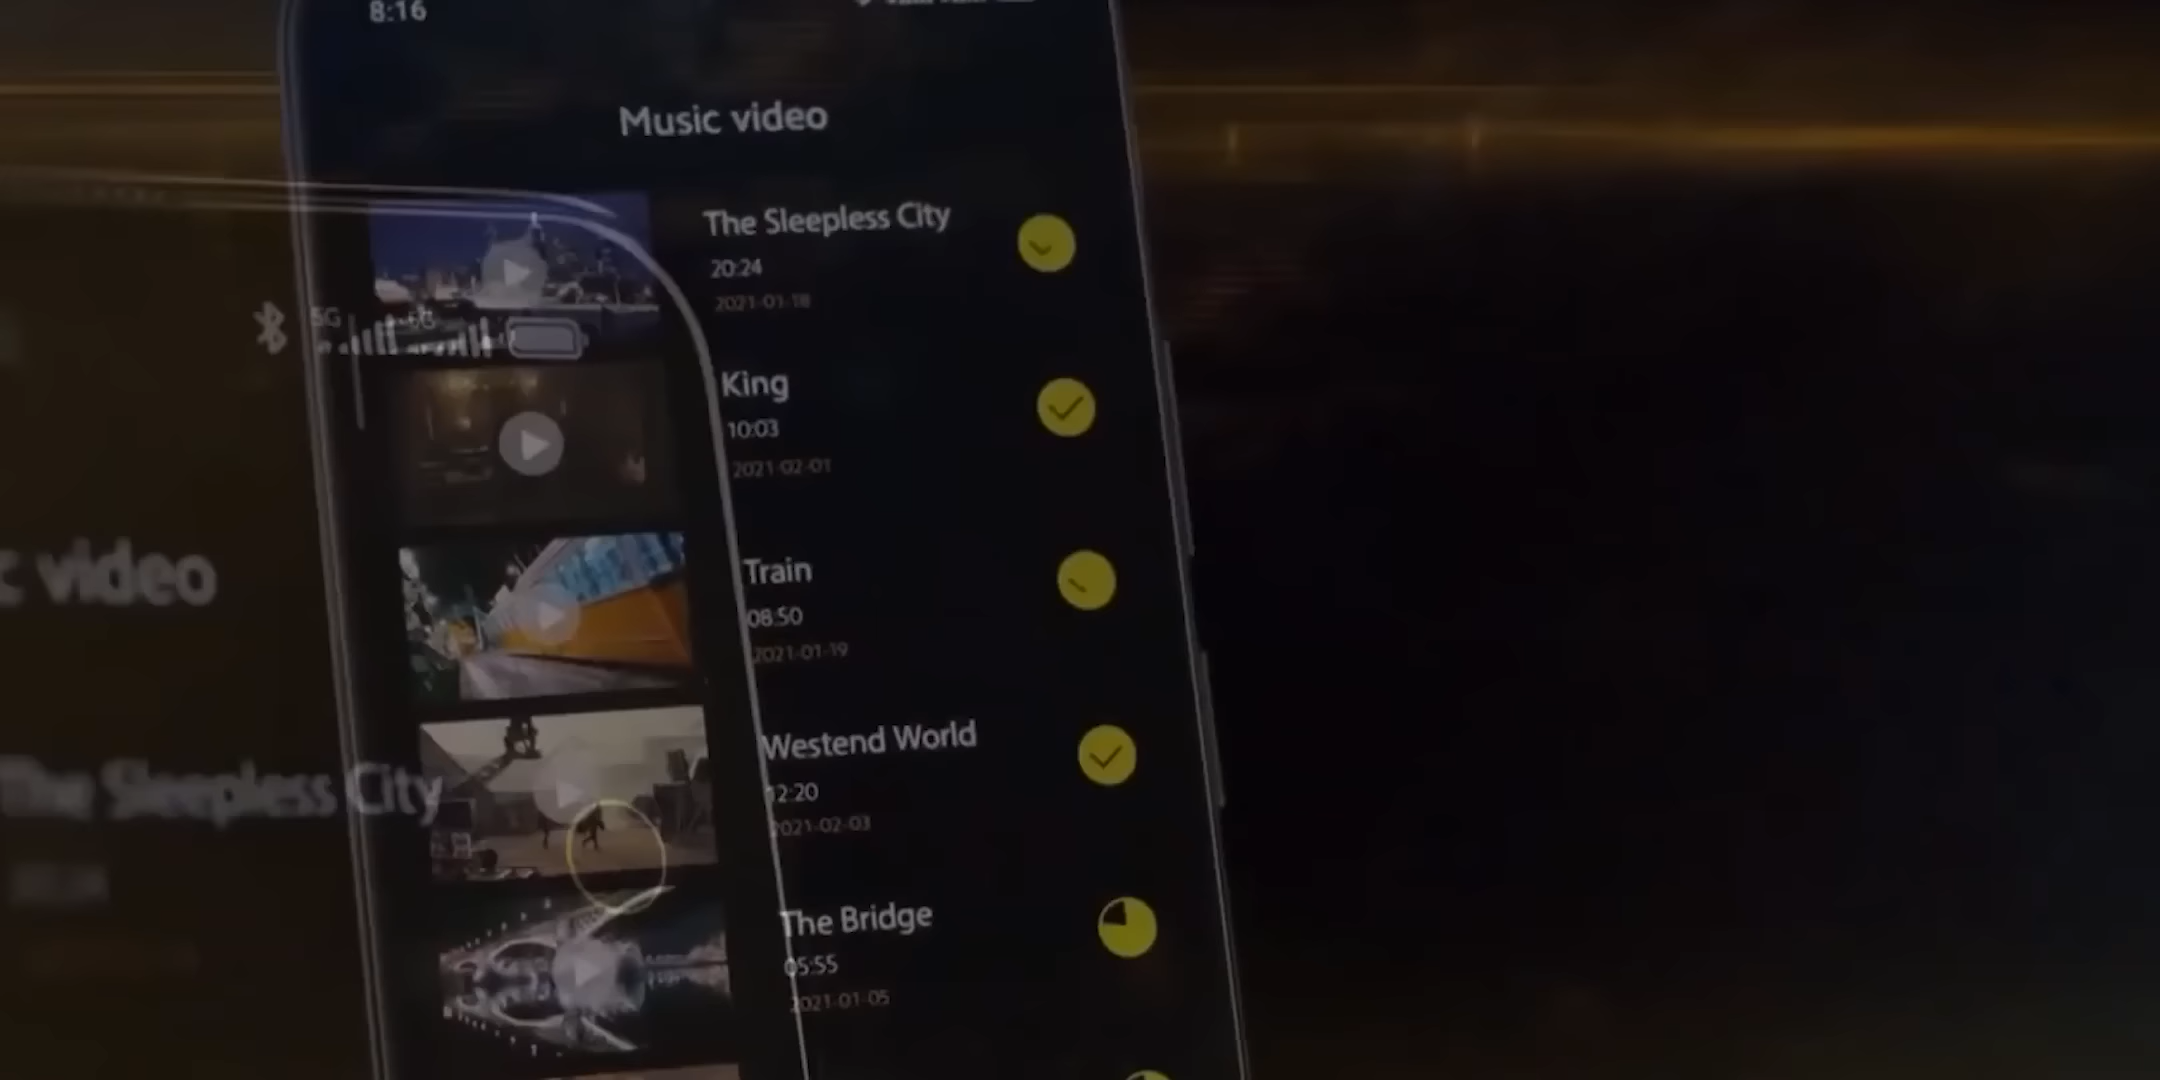 8:16
Music video
The Sleepless City
20:24
2021-01-18
5G
5G
King
10:03
2021-02-01
c video
Train
08:50
2021-01-19
Westend World
12:20
2021-02-03
The Sleepless City
The Bridge
05:55
2021-01-05